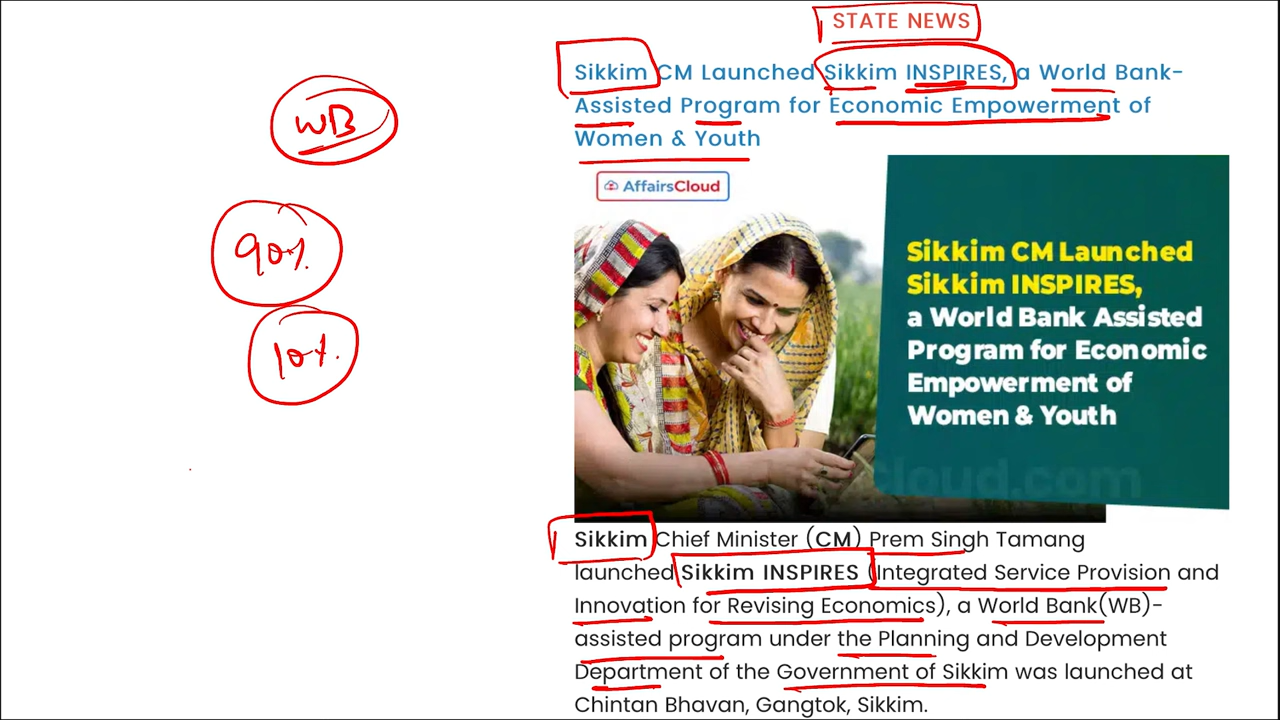 STATE NEWS
Sikkim CM Launched Sikkim INSPIRES, a World Bank-
Assisted Program for Economic Empowerment of
Women & Youth
WB
90%
10%
AffairsCloud
Sikkim CM Launched
Sikkim INSPIRES,
a World Bank Assisted
Program for Economic
Empowerment of
Women & Youth
Cloud.com
Sikkim Chief Minister (CM) Prem Singh Tamang
launched Sikkim INSPIRES (Integrated Service Provision and
Innovation for Revising Economics), a World Bank(WB)-
assisted program under the Planning and Development
Department of the Government of Sikkim was launched at
Chintan Bhavan, Gangtok, Sikkim.